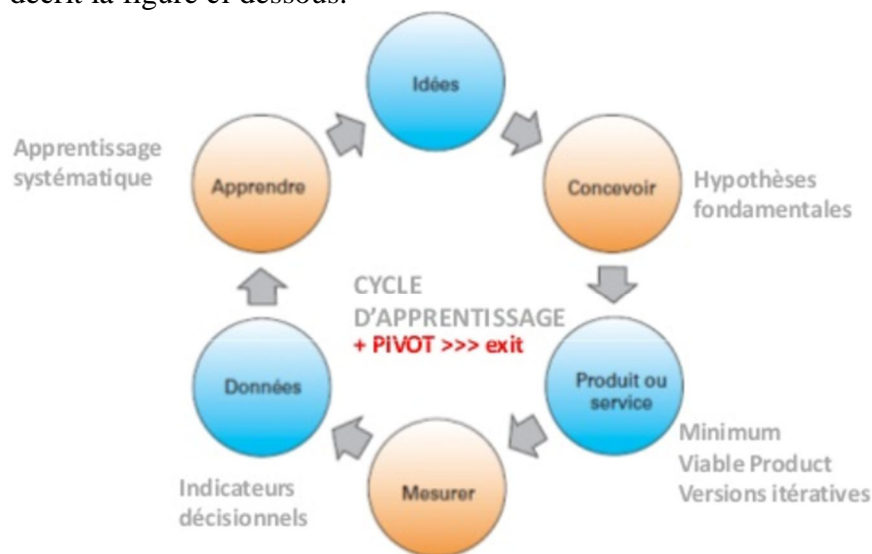 décrit la figure ci-dessous.
Idées
Apprentissage
systématique
Apprendre
Concevoir
Hypothèses
fondamentales
CYCLE
D'APPRENTISSAGE
+ PiVOT >>> exit
Données
Produit ou
service
Minimum
Viable Product
Versions itératives
Mesurer
Indicateurs
décisionnels